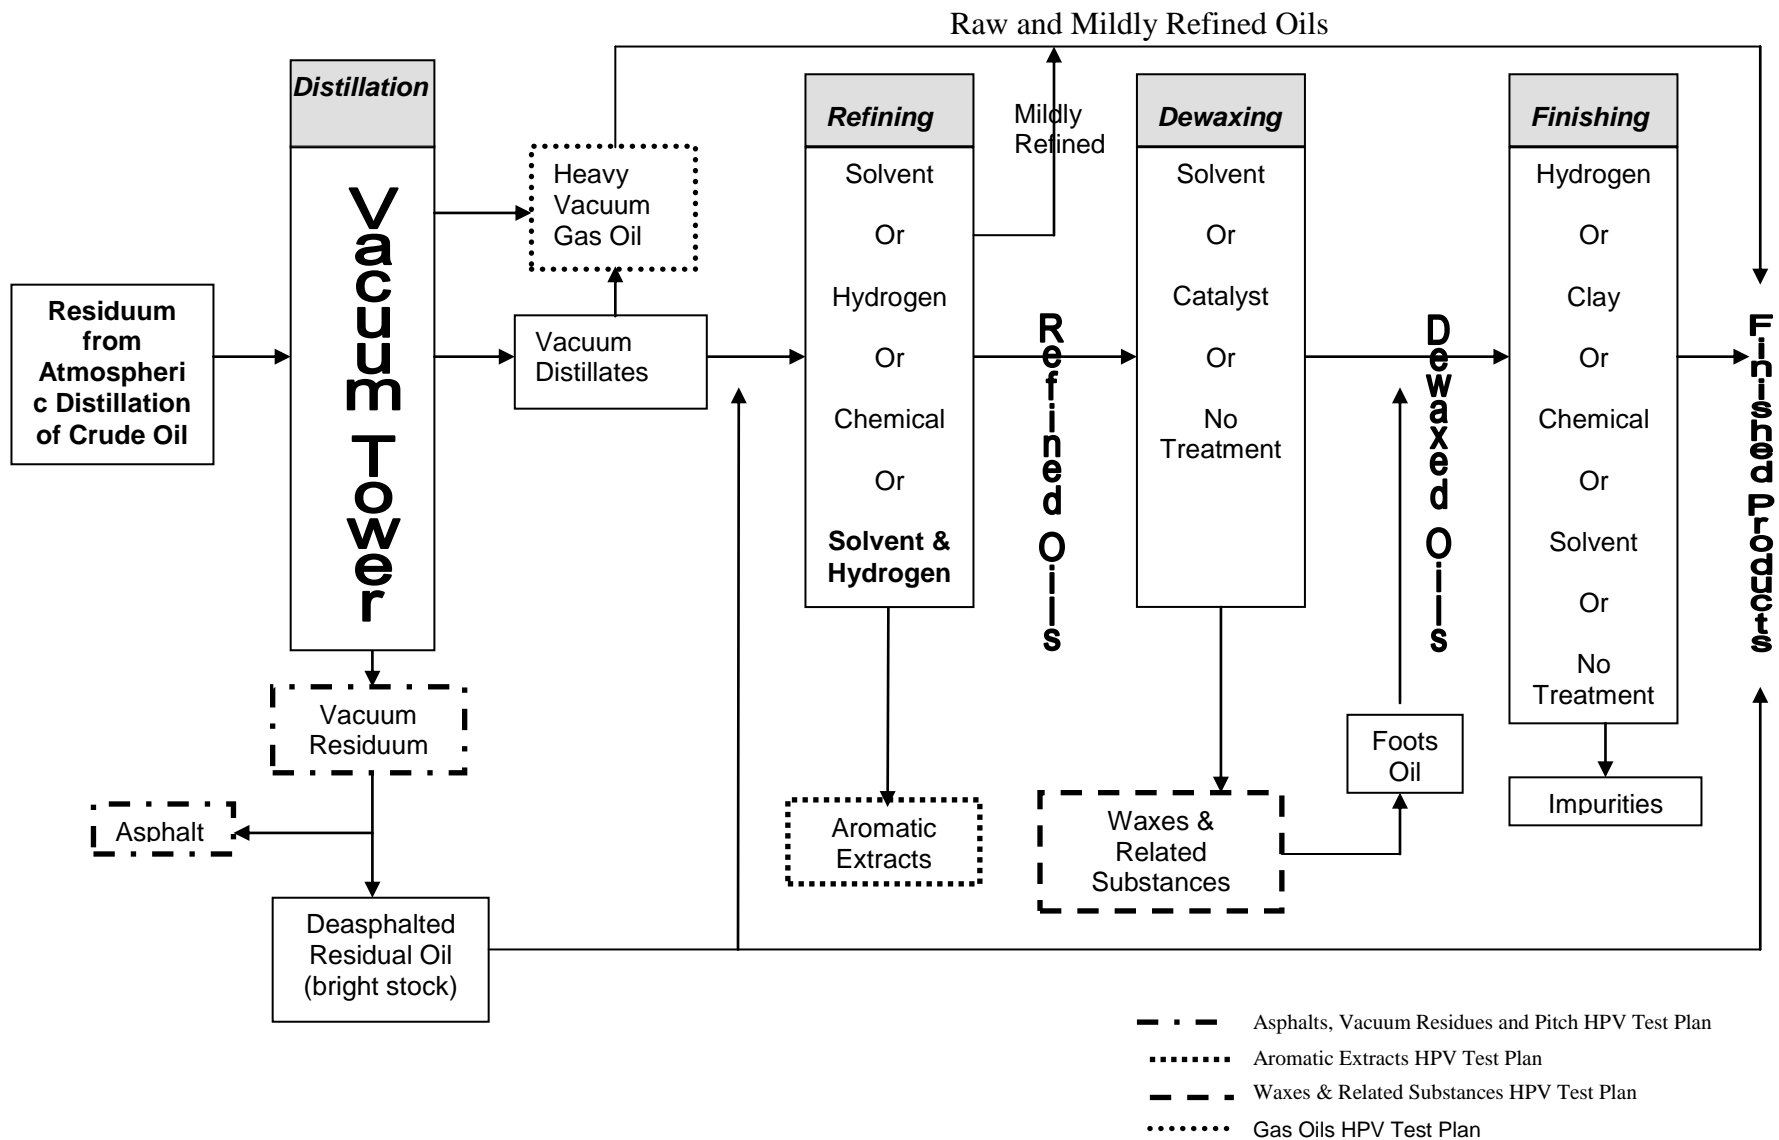 Raw and Mildly Refined Oils
Distillation
Vacuum Tower
Residuum
from
Atmospheri
c Distillation
of Crude Oil
Heavy
Vacuum
Gas Oil
Vacuum
Distillates
Vacuum
Residuum
Asphalt
Deasphalted
Residual Oil
(bright stock)
Refining
Solvent
Or
Hydrogen
Or
Chemical
Or
Solvent &
Hydrogen
Aromatic
Extracts
Mildly
Refined
Refined Oils
Dewaxing
Solvent
Or
Catalyst
Or
No
Treatment
Waxes &
Related
Substances
Foots
Oil
Dewaxed Oils
Finishing
Hydrogen
Or
Clay
Or
Chemical
Or
Solvent
Or
No
Treatment
Impurities
Finished Products
Asphalts, Vacuum Residues and Pitch HPV Test Plan
Aromatic Extracts HPV Test Plan
Waxes & Related Substances HPV Test Plan
Gas Oils HPV Test Plan